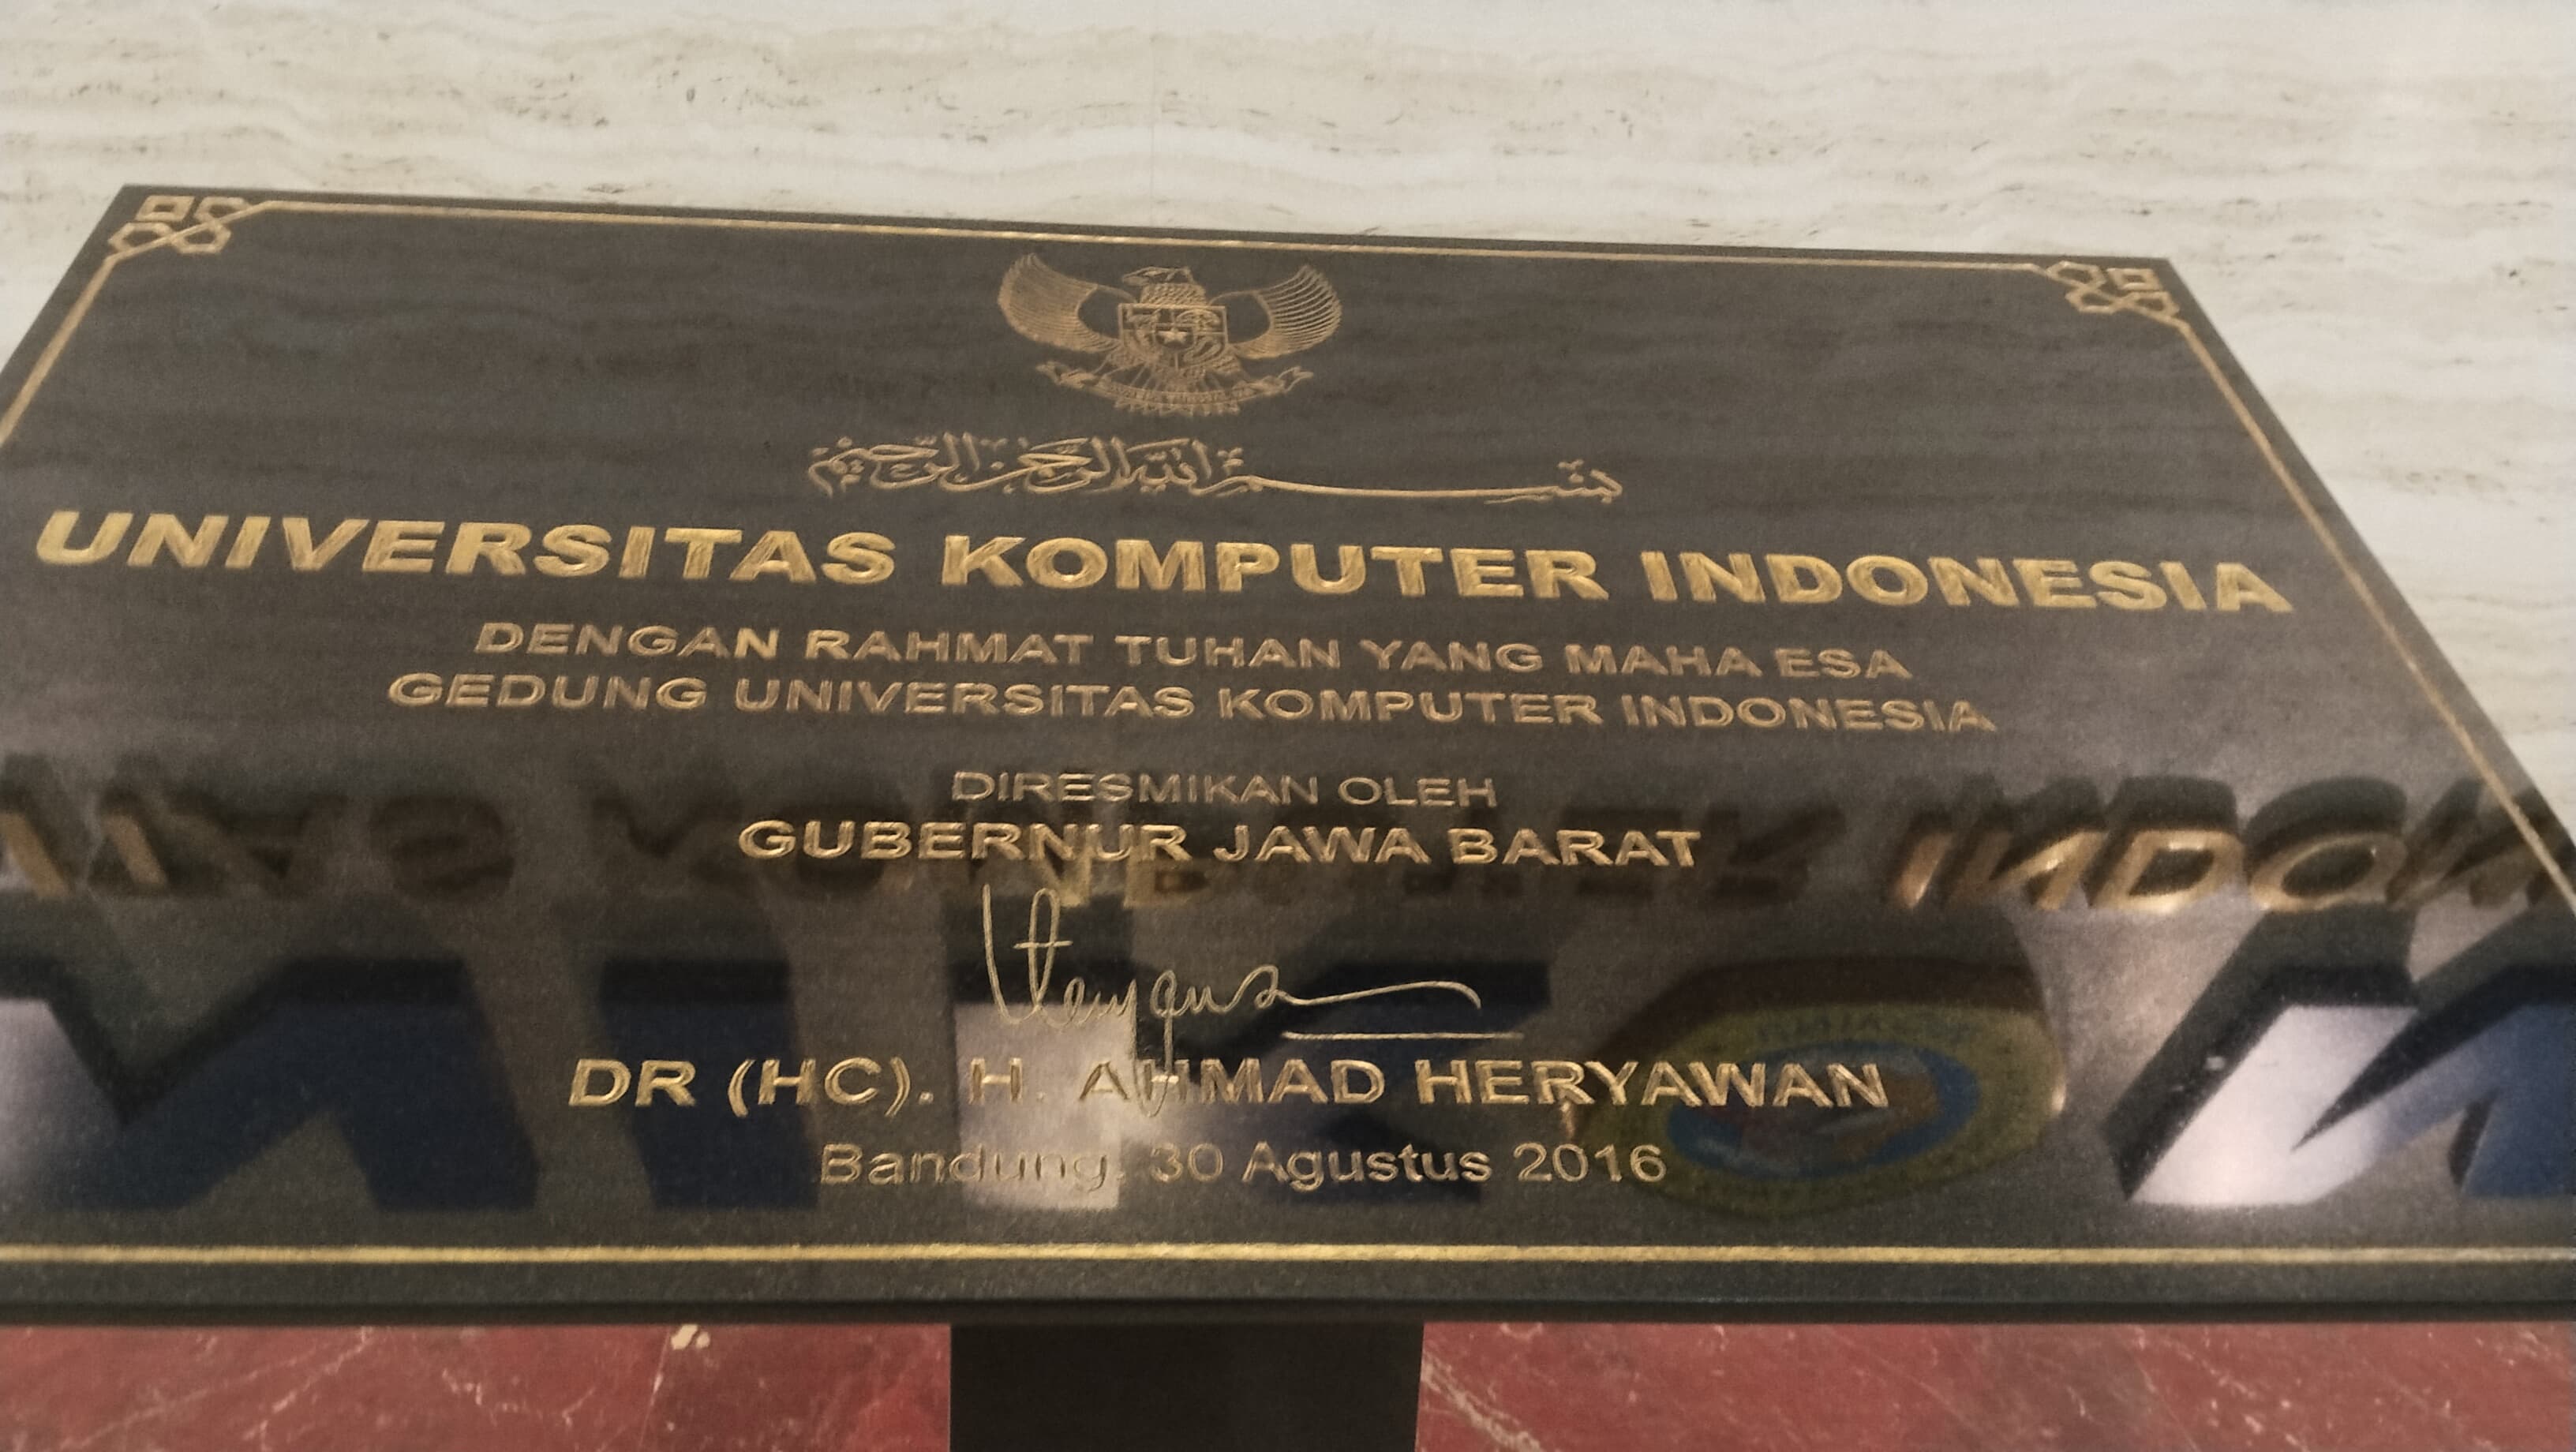 بسم الله الرحمن الرحيم
UNIVERSITAS KOMPUTER INDONESIA
DENGAN RAHMAT TUHAN YANG MAHA ESA
GEDUNG UNIVERSITAS KOMPUTER INDONESIA
DIRESMIKAN OLEH
GUBERNUR JAWA BARAT
DR (HC). H. AHMAD HERYAWAN
Bandung, 30 Agustus 2016